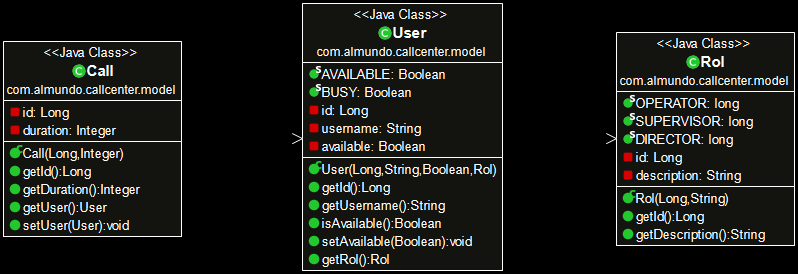 <<Java Class>>
Call
com.almundo.callcenter.model
id: Long
duration: Integer
Call(Long,Integer)
getId():Long
getDuration():Integer
getUser():User
setUser(User):void
<<Java Class>>
User
com.almundo.callcenter.model
AVAILABLE: Boolean
BUSY: Boolean
id: Long
username: String
available: Boolean
User(Long,String,Boolean,Rol)
getId():Long
getUsername():String
isAvailable():Boolean
setAvailable(Boolean):void
getRol():Rol
<<Java Class>>
Rol
com.almundo.callcenter.model
OPERATOR: long
SUPERVISOR: long
DIRECTOR: long
id: Long
description: String
Rol(Long,String)
getId():Long
getDescription():String